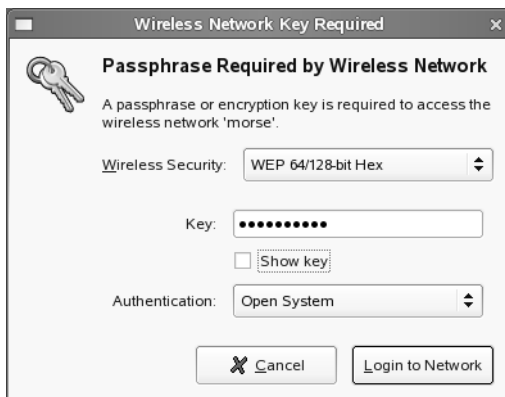 Wireless Network Key Required
Passphrase Required by Wireless Network
A passphrase or encryption key is required to access the
wireless network 'morse'.
Wireless Security: WEP 64/128-bit Hex
Key: ••••••••••
Show key
Authentication: Open System
Cancel Login to Network